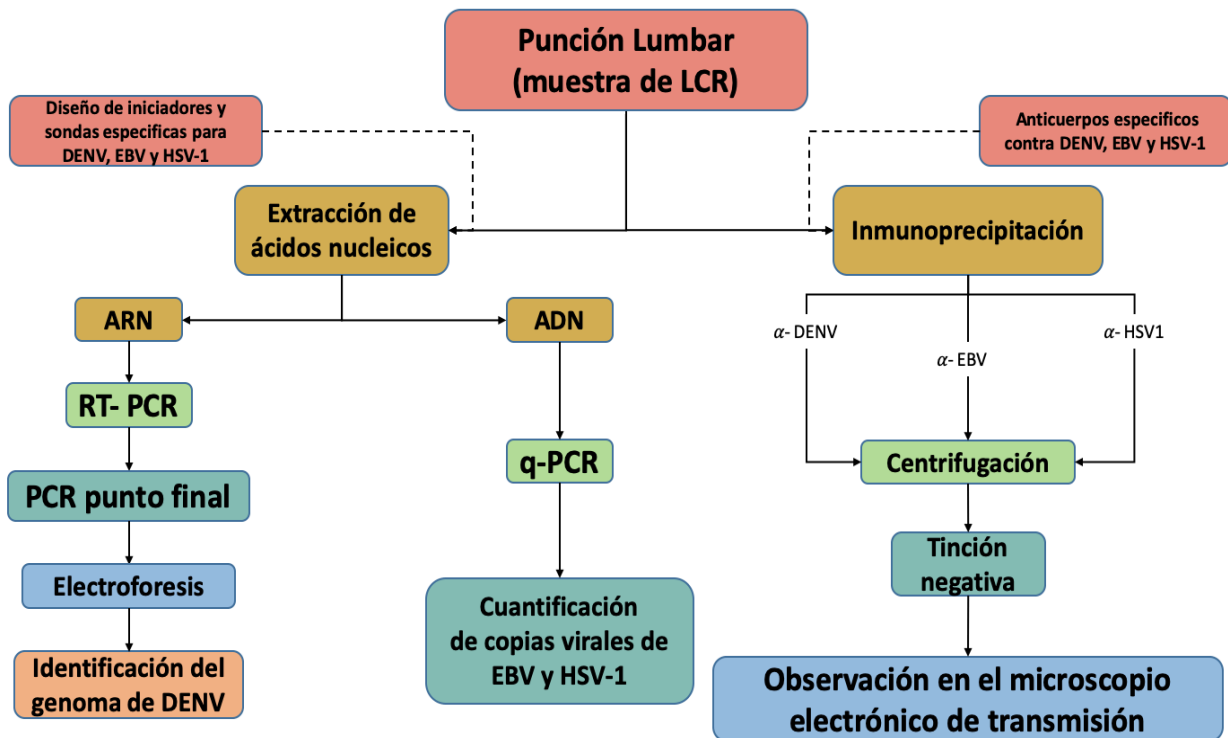 Punción Lumbar
(muestra de LCR)
Diseño de iniciadores y
sondas especificas para
DENV, EBV y HSV-1
Anticuerpos especificos
contra DENV, EBV y HSV-1
Extracción de
ácidos nucleicos
Inmunoprecipitación
ARN
ADN
α- DENV
α- EBV
α- HSV1
RT- PCR
q-PCR
Centrifugación
PCR punto final
Tinción
negativa
Electroforesis
Cuantificación
de copias virales de
EBV y HSV-1
Identificación del
genoma de DENV
Observación en el microscopio
electrónico de transmisión